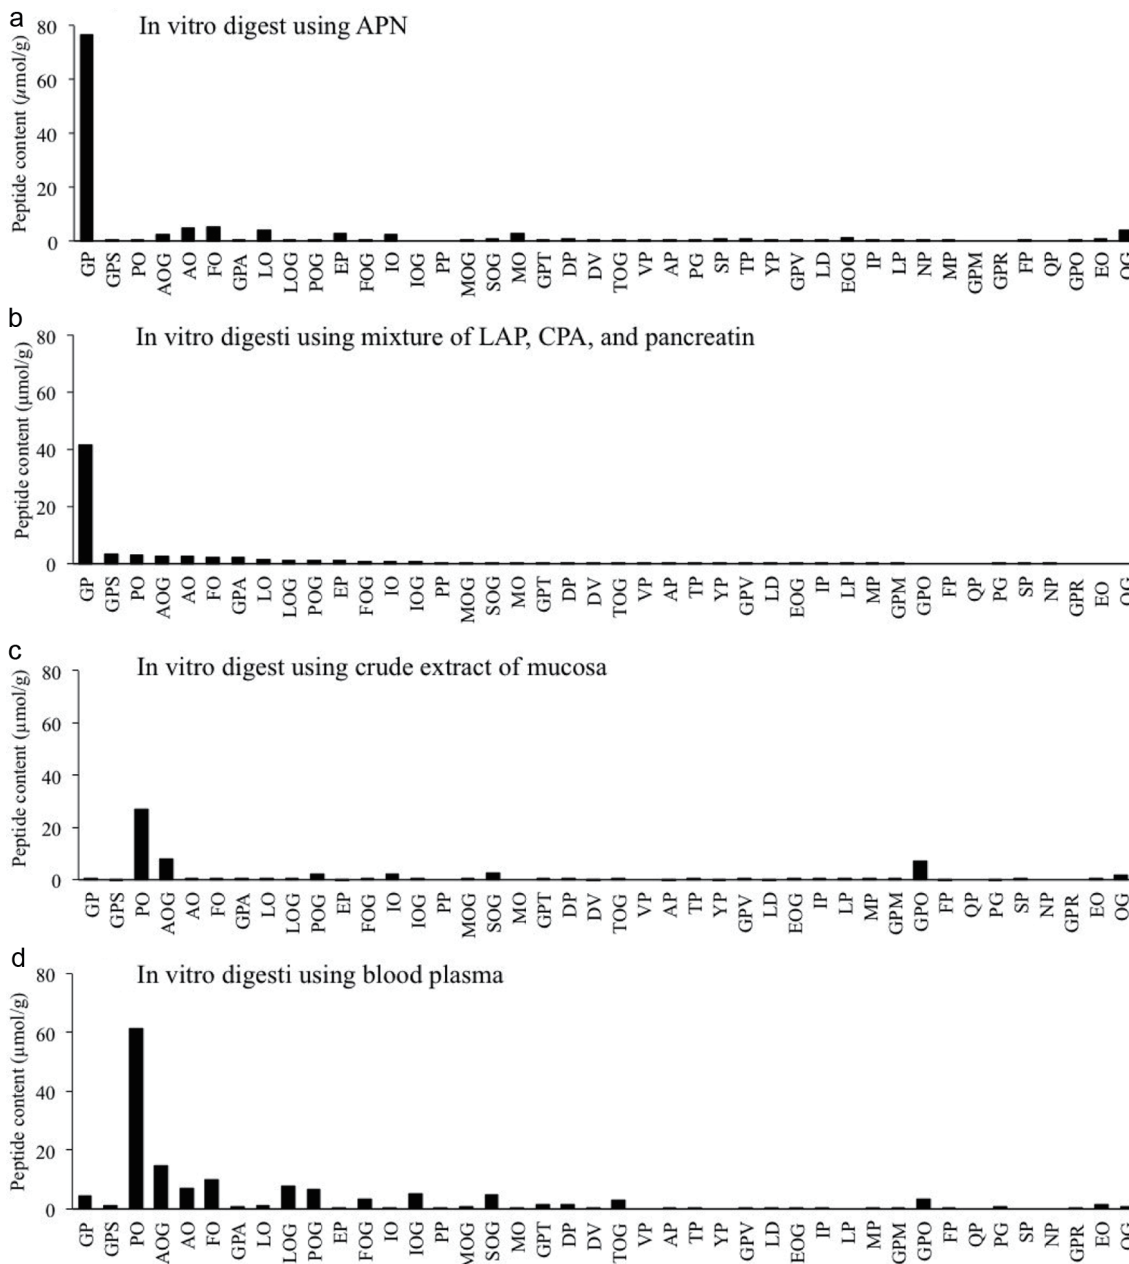 a
In vitro digest using APN
Peptide content (µmol/g)
80
60
40
20
0
GP GPS PO AOG AO FO GPA LO LOG POG EP FOG IO IOG PP MOG SOG MO GPT DP DV TOG VP AP PG SP TP YP GPV LD EOG IP LP NP MP GPM GPR FP QP GPO EO OG
b
In vitro digesti using mixture of LAP, CPA, and pancreatin
Peptide content (µmol/g)
80
60
40
20
0
GP GPS PO AOG AO FO GPA LO LOG POG EP FOG IO IOG PP MOG SOG MO GPT DP DV TOG VP AP TP YP GPV LD EOG IP LP MP GPM GPO FP QP PG SP NP GPR EO OG
c
In vitro digest using crude extract of mucosa
Peptide content (µmol/g)
80
60
40
20
0
GP GPS PO AOG AO FO GPA LO LOG POG EP FOG IO IOG PP MOG SOG MO GPT DP DV TOG VP AP TP YP GPV LD EOG IP LP MP GPM GPO FP QP PG SP NP GPR EO OG
d
In vitro digesti using blood plasma
Peptide content (µmol/g)
80
60
40
20
0
GP GPS PO AOG AO FO GPA LO LOG POG EP FOG IO IOG PP MOG SOG MO GPT DP DV TOG VP AP TP YP GPV LD EOG IP LP MP GPM GPO FP QP PG SP NP GPR EO OG